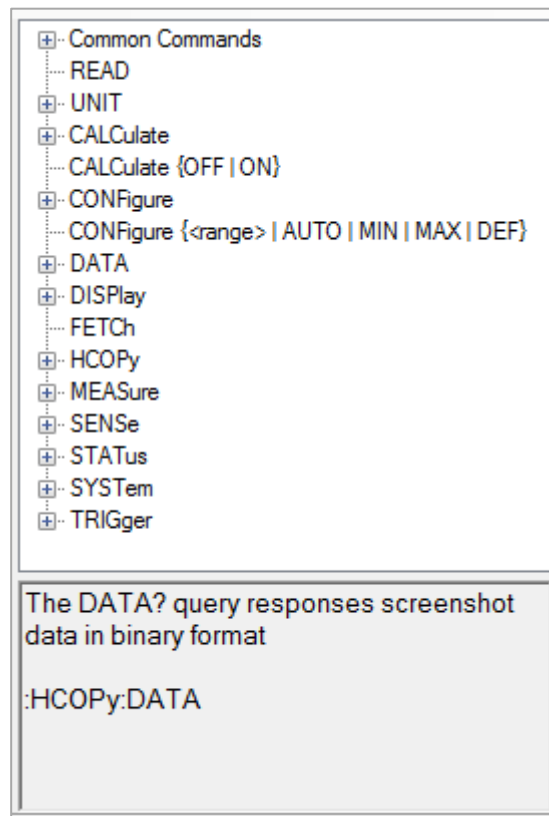 Common Commands
READ
UNIT
CALCulate
CALCulate {OFF | ON}
CONFigure
CONFigure {<range> | AUTO | MIN | MAX | DEF}
DATA
DISPlay
FETCh
HCOPy
MEASure
SENSe
STATus
SYSTem
TRIGger
The DATA? query responses screenshot
data in binary format
:HCOPy:DATA